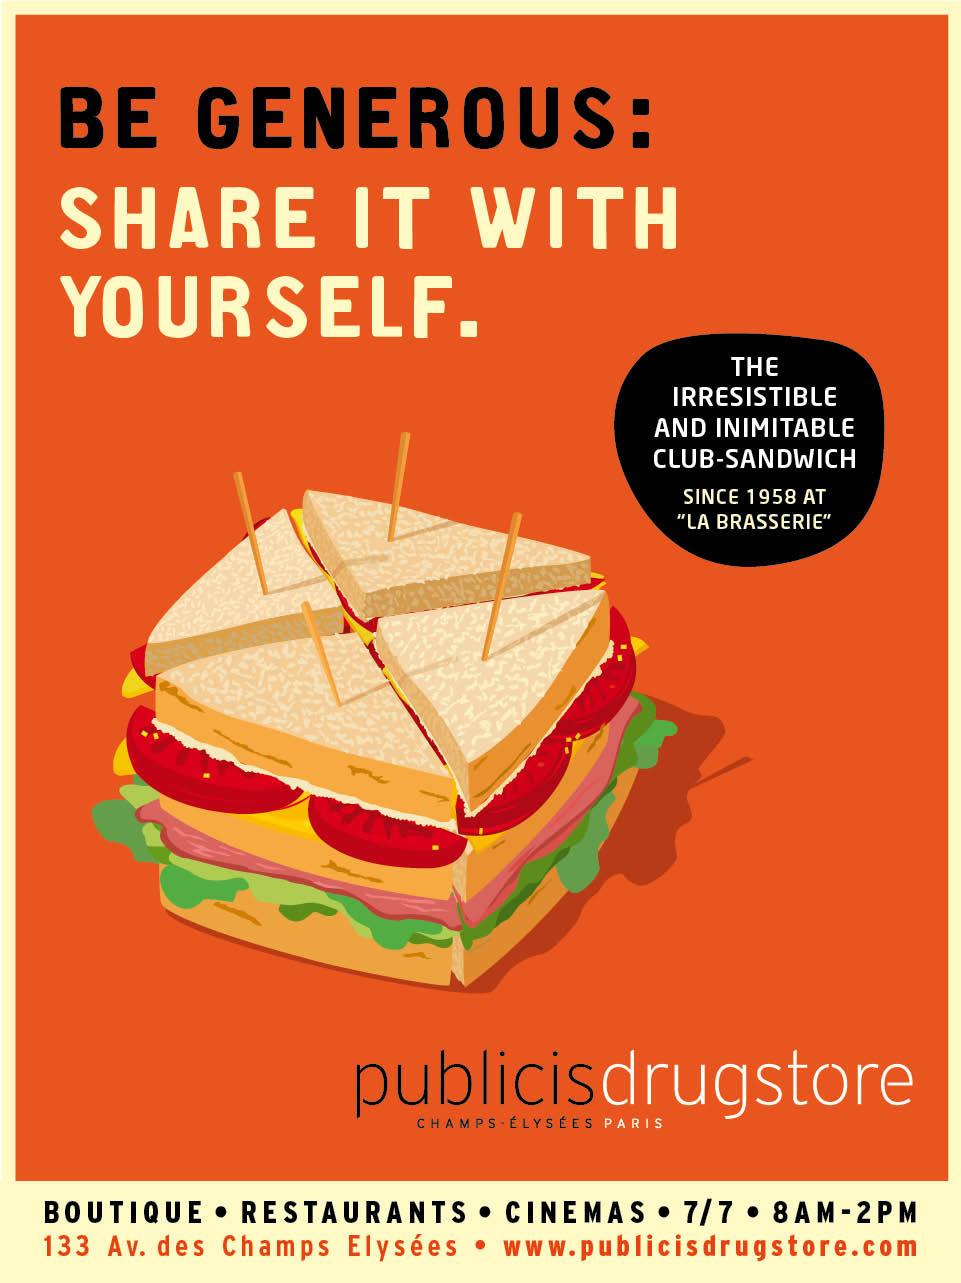 BE GENEROUS:
SHARE IT WITH
YOURSELF.
THE
IRRESISTIBLE
AND INIMITABLE
CLUB-SANDWICH
SINCE 1958 AT
“LA BRASSERIE”
publicisdrugstore
CHAMPS-ÉLYSÉES PARIS
BOUTIQUE • RESTAURANTS • CINEMAS • 7/7 • 8AM-2PM
133 Av. des Champs Elysées • www.publicisdrugstore.com